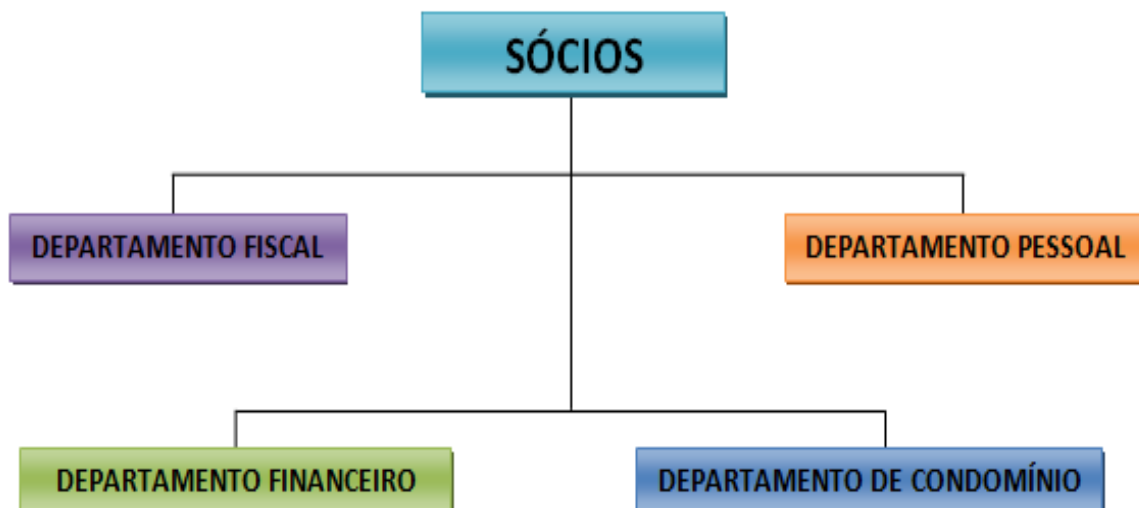 SÓCIOS
DEPARTAMENTO FISCAL
DEPARTAMENTO PESSOAL
DEPARTAMENTO FINANCEIRO
DEPARTAMENTO DE CONDOMÍNIO